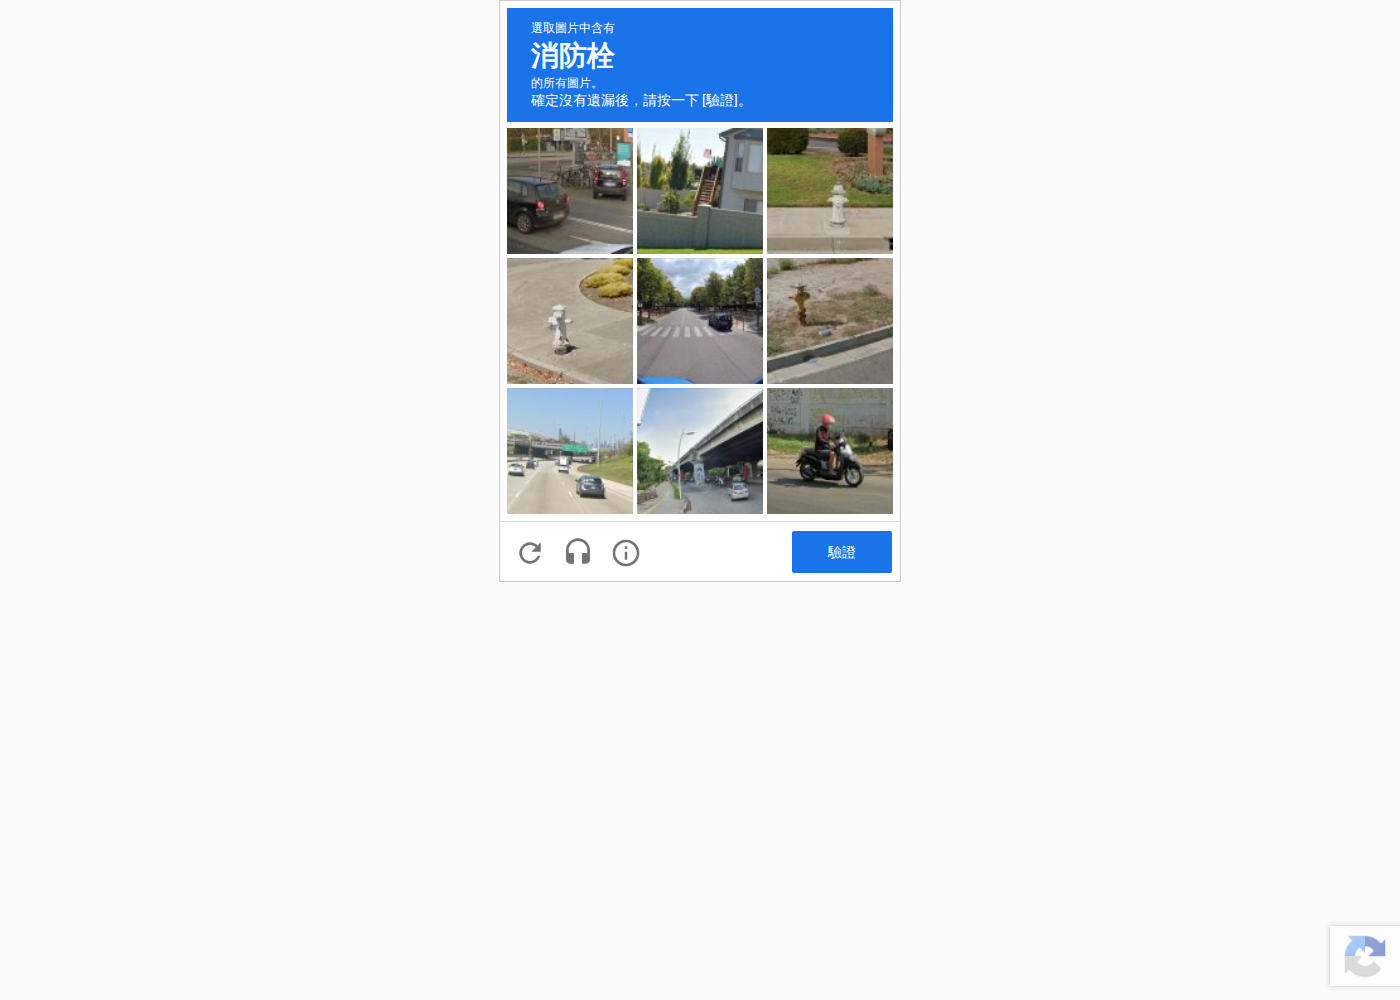 選取圖片中含有
消防栓
的所有圖片。
確定沒有遺漏後，請按一下 [驗證]。
驗證